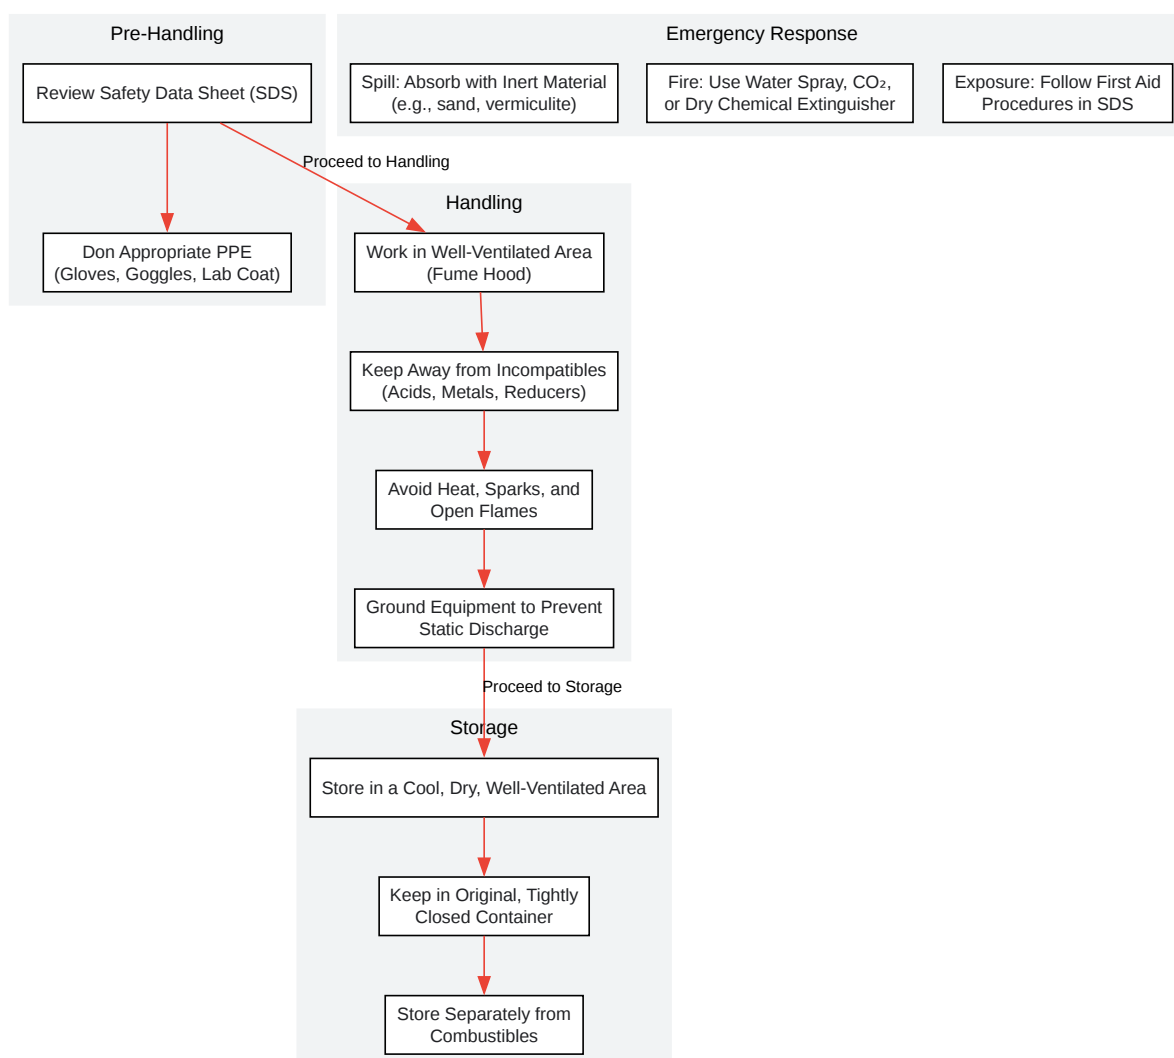 Pre-Handling
Review Safety Data Sheet (SDS)
Don Appropriate PPE
(Gloves, Goggles, Lab Coat)
Emergency Response
Spill: Absorb with Inert Material
(e.g., sand, vermiculite)
Fire: Use Water Spray, CO₂,
or Dry Chemical Extinguisher
Exposure: Follow First Aid
Procedures in SDS
Proceed to Handling
Handling
Work in Well-Ventilated Area
(Fume Hood)
Keep Away from Incompatibles
(Acids, Metals, Reducers)
Avoid Heat, Sparks, and
Open Flames
Ground Equipment to Prevent
Static Discharge
Proceed to Storage
Storage
Store in a Cool, Dry, Well-Ventilated Area
Keep in Original, Tightly
Closed Container
Store Separately from
Combustibles